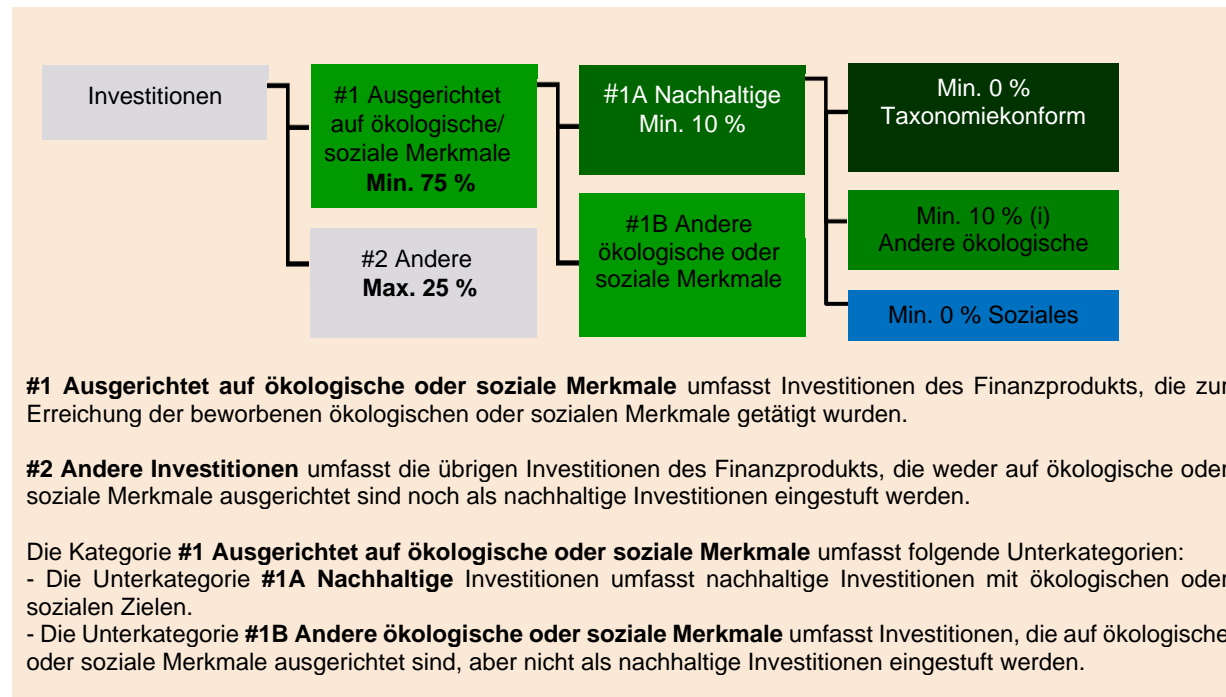 Investitionen
#1 Ausgerichtet
auf ökologische/
soziale Merkmale
Min. 75 %
#2 Andere
Max. 25 %
#1A Nachhaltige
Min. 10 %
#1B Andere
ökologische oder
soziale Merkmale
Min. 0 %
Taxonomiekonform
Min. 10 % (i)
Andere ökologische
Min. 0 % Soziales
#1 Ausgerichtet auf ökologische oder soziale Merkmale umfasst Investitionen des Finanzprodukts, die zur
Erreichung der beworbenen ökologischen oder sozialen Merkmale getätigt wurden.
#2 Andere Investitionen umfasst die übrigen Investitionen des Finanzprodukts, die weder auf ökologische oder
soziale Merkmale ausgerichtet sind noch als nachhaltige Investitionen eingestuft werden.
Die Kategorie #1 Ausgerichtet auf ökologische oder soziale Merkmale umfasst folgende Unterkategorien:
- Die Unterkategorie #1A Nachhaltige Investitionen umfasst nachhaltige Investitionen mit ökologischen oder
sozialen Zielen.
- Die Unterkategorie #1B Andere ökologische oder soziale Merkmale umfasst Investitionen, die auf ökologische
oder soziale Merkmale ausgerichtet sind, aber nicht als nachhaltige Investitionen eingestuft werden.